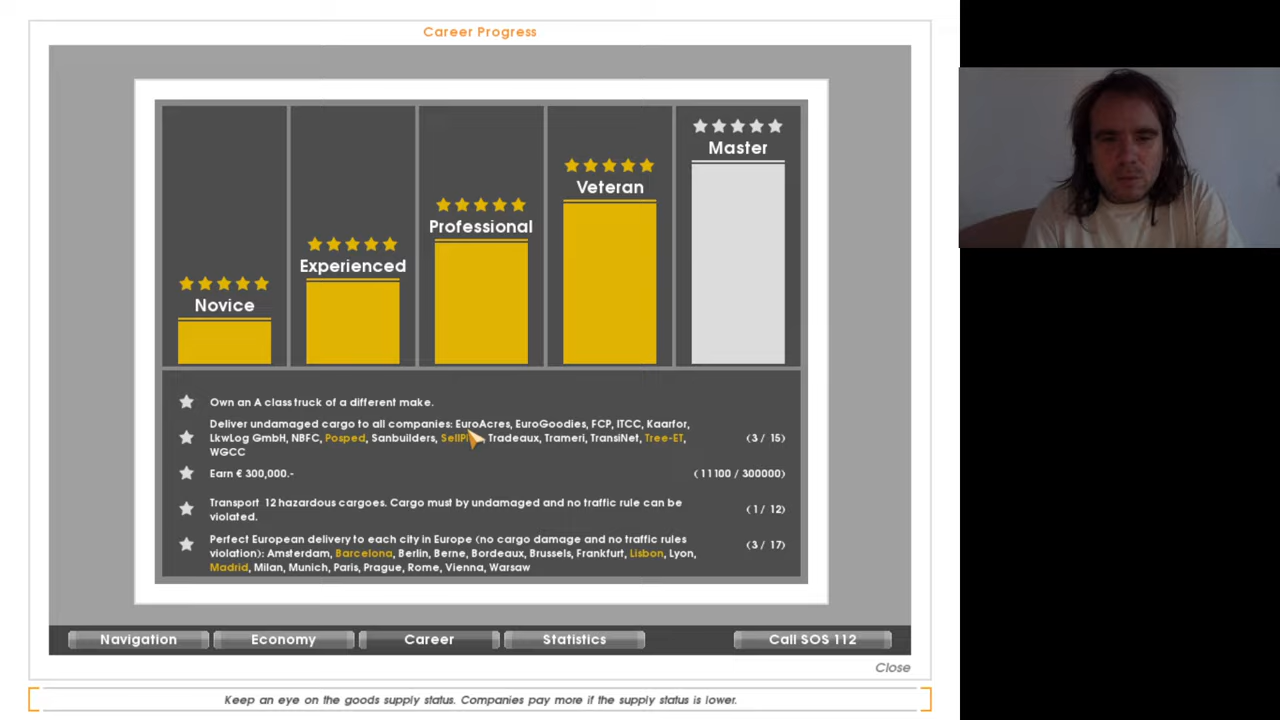 Career Progress
Master
Veteran
Professional
Experienced
Novice
Own an A class truck of a different make.
Deliver undamaged cargo to all companies: EuroAcres, EuroGoodies, FCP, ITCC, Kaarfor,
LkwLog GmbH, NBFC, Posped, Sanbuilders, Tradeaux, Trameri, TransiNet, Tree-ET,
WGCC
(3 / 15)
Earn € 300,000.-
(11100 / 300000)
Transport 12 hazardous cargoes. Cargo must by undamaged and no traffic rule can be
violated.
(1 / 12)
Perfect European delivery to each city in Europe (no cargo damage and no traffic rules
violation): Amsterdam, Barcelona, Berlin, Berne, Bordeaux, Brussels, Frankfurt, Lisbon, Lyon,
Madrid, Milan, Munich, Paris, Prague, Rome, Vienna, Warsaw
(3 / 17)
Navigation
Economy
Career
Statistics
Call SOS 112
Close
Keep an eye on the goods supply status. Companies pay more if the supply status is lower.